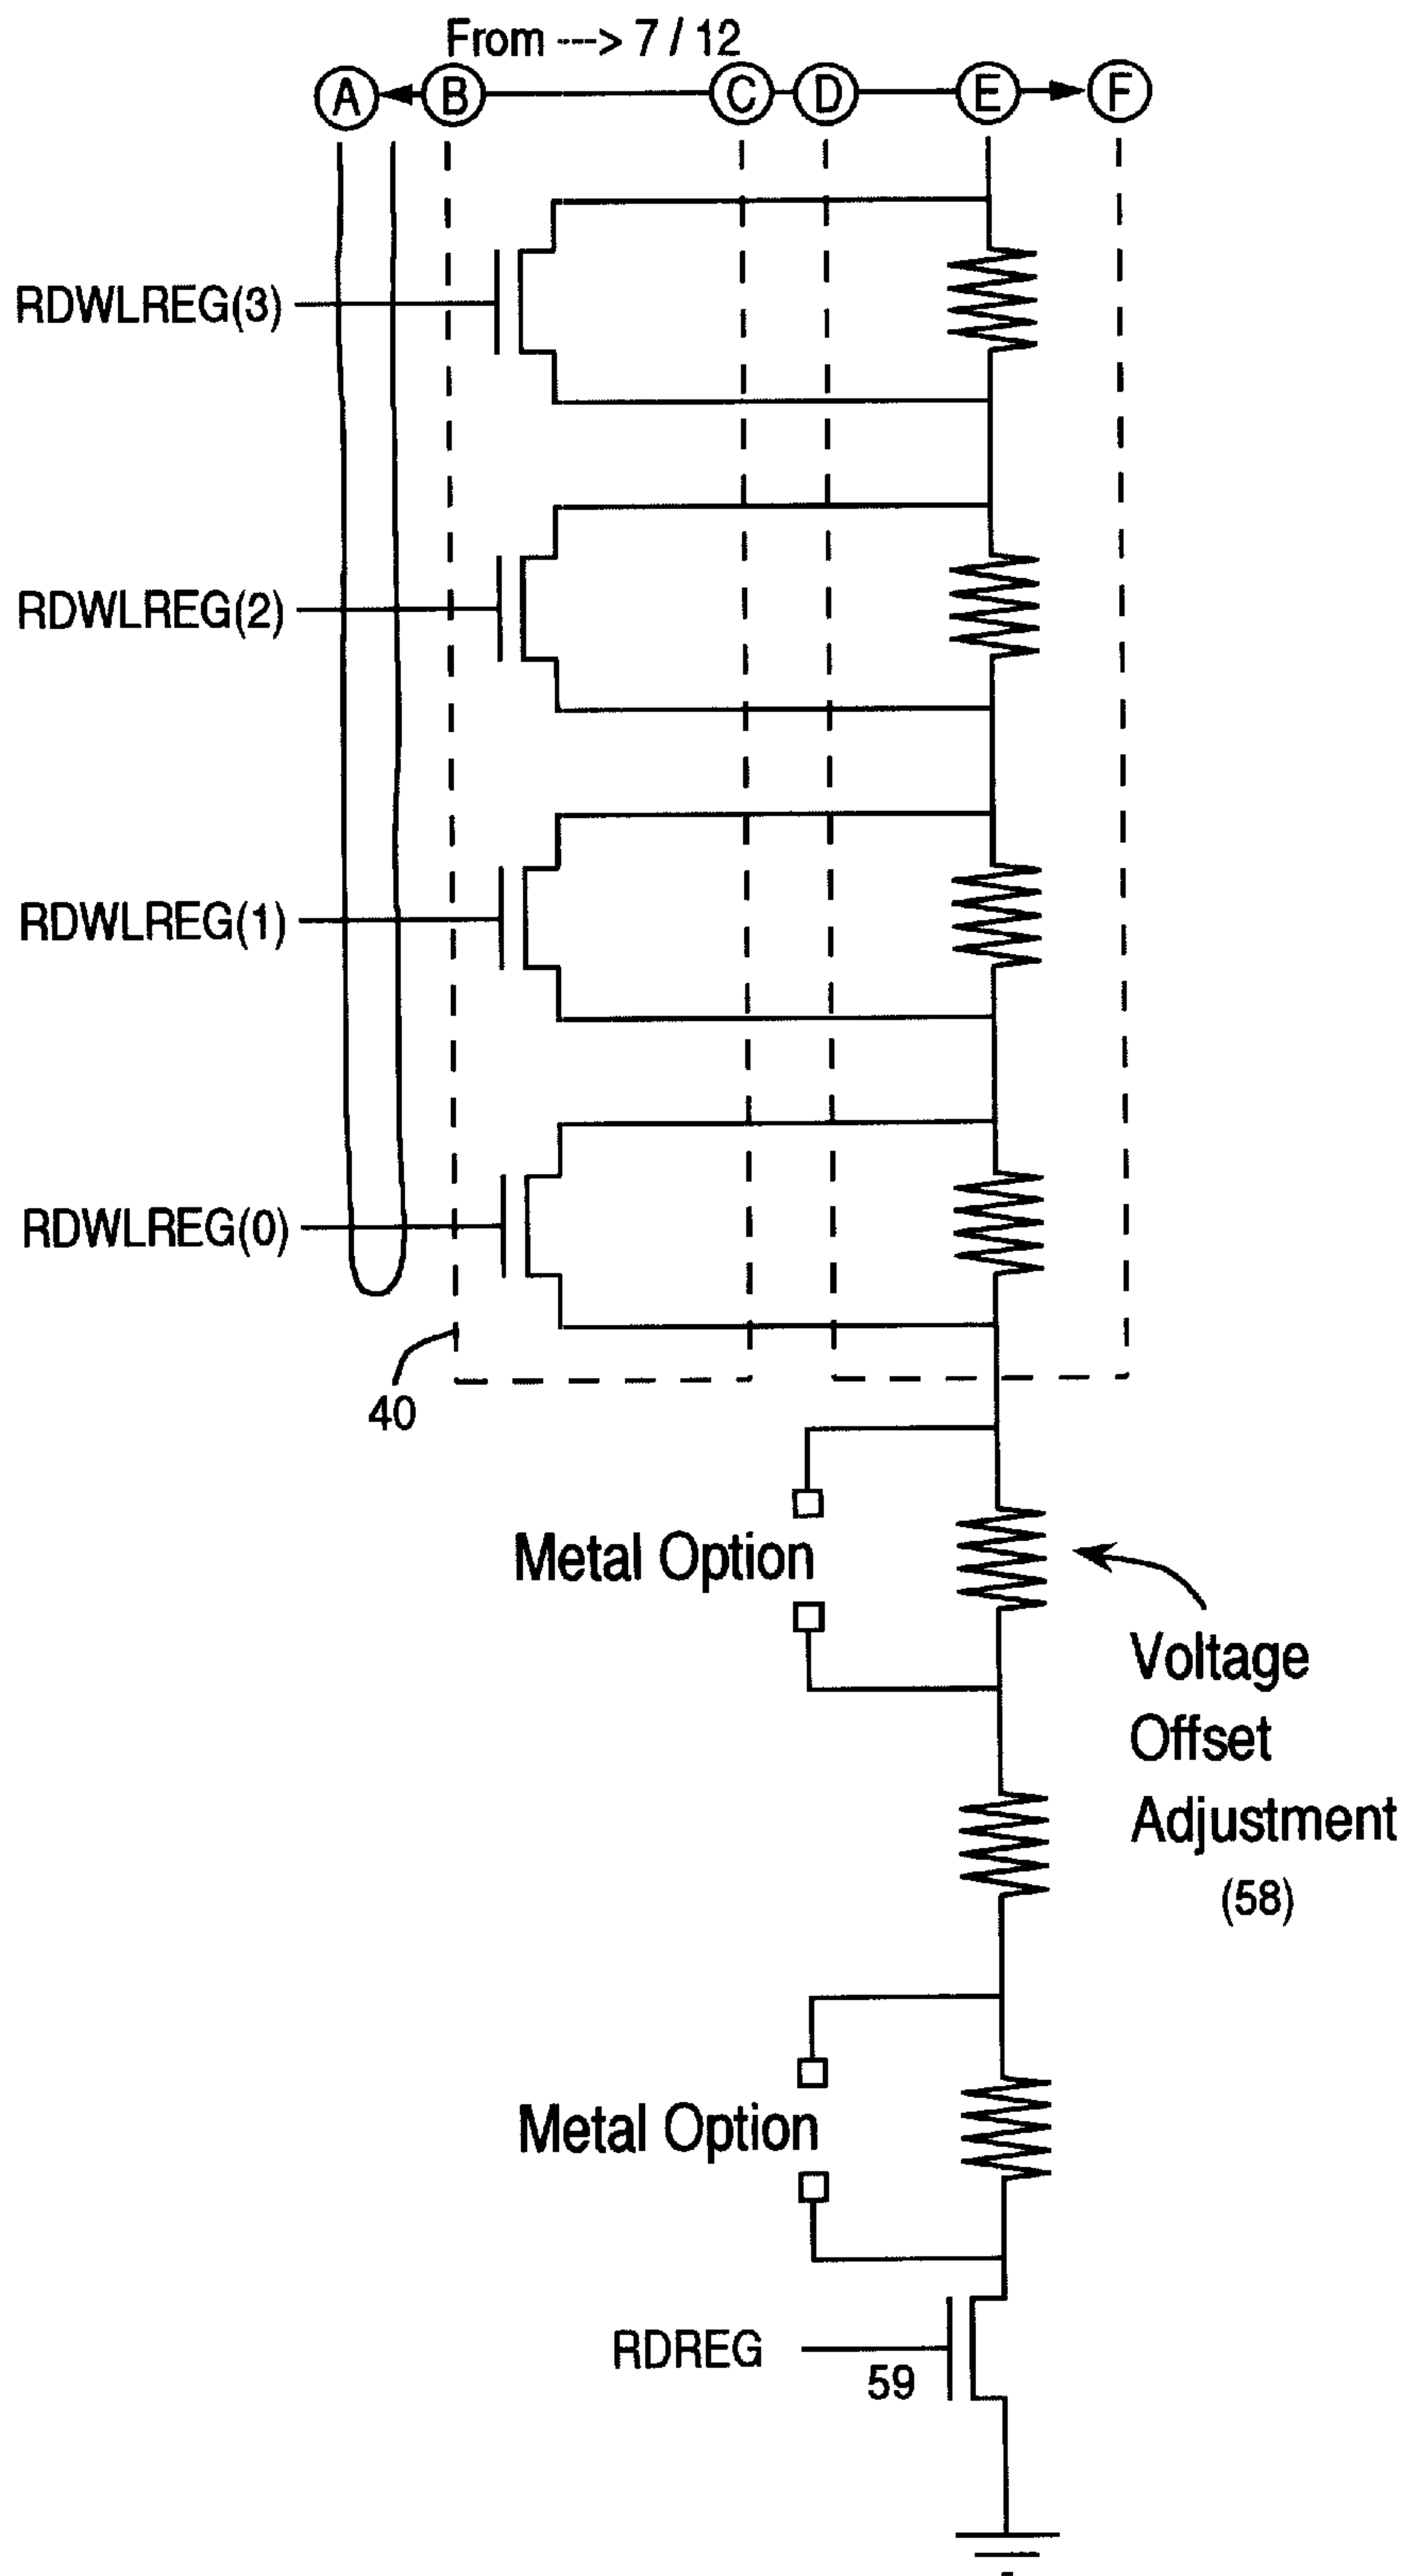 From ---> 7 / 12
A B C D E F
RDWLREG(3)
RDWLREG(2)
RDWLREG(1)
RDWLREG(0)
40
Metal Option
Voltage
Offset
Adjustment
(58)
Metal Option
RDREG
59